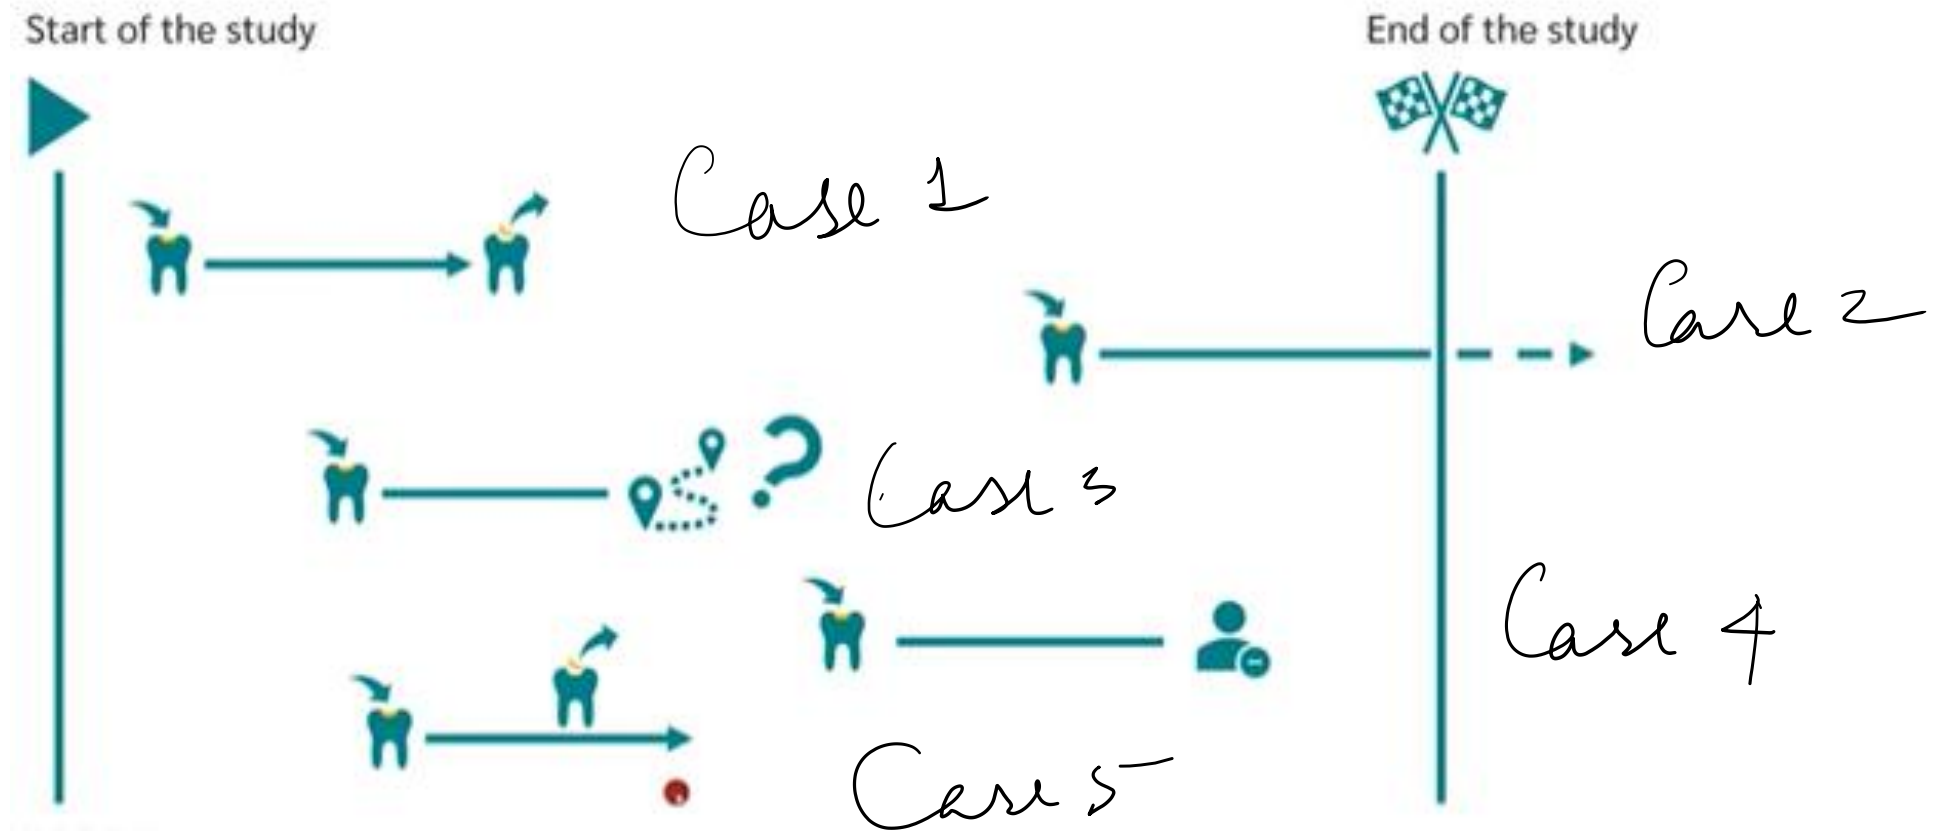 Start of the study
End of the study
Case 1
Case 2
?
Case 3
Case 4
Case 5